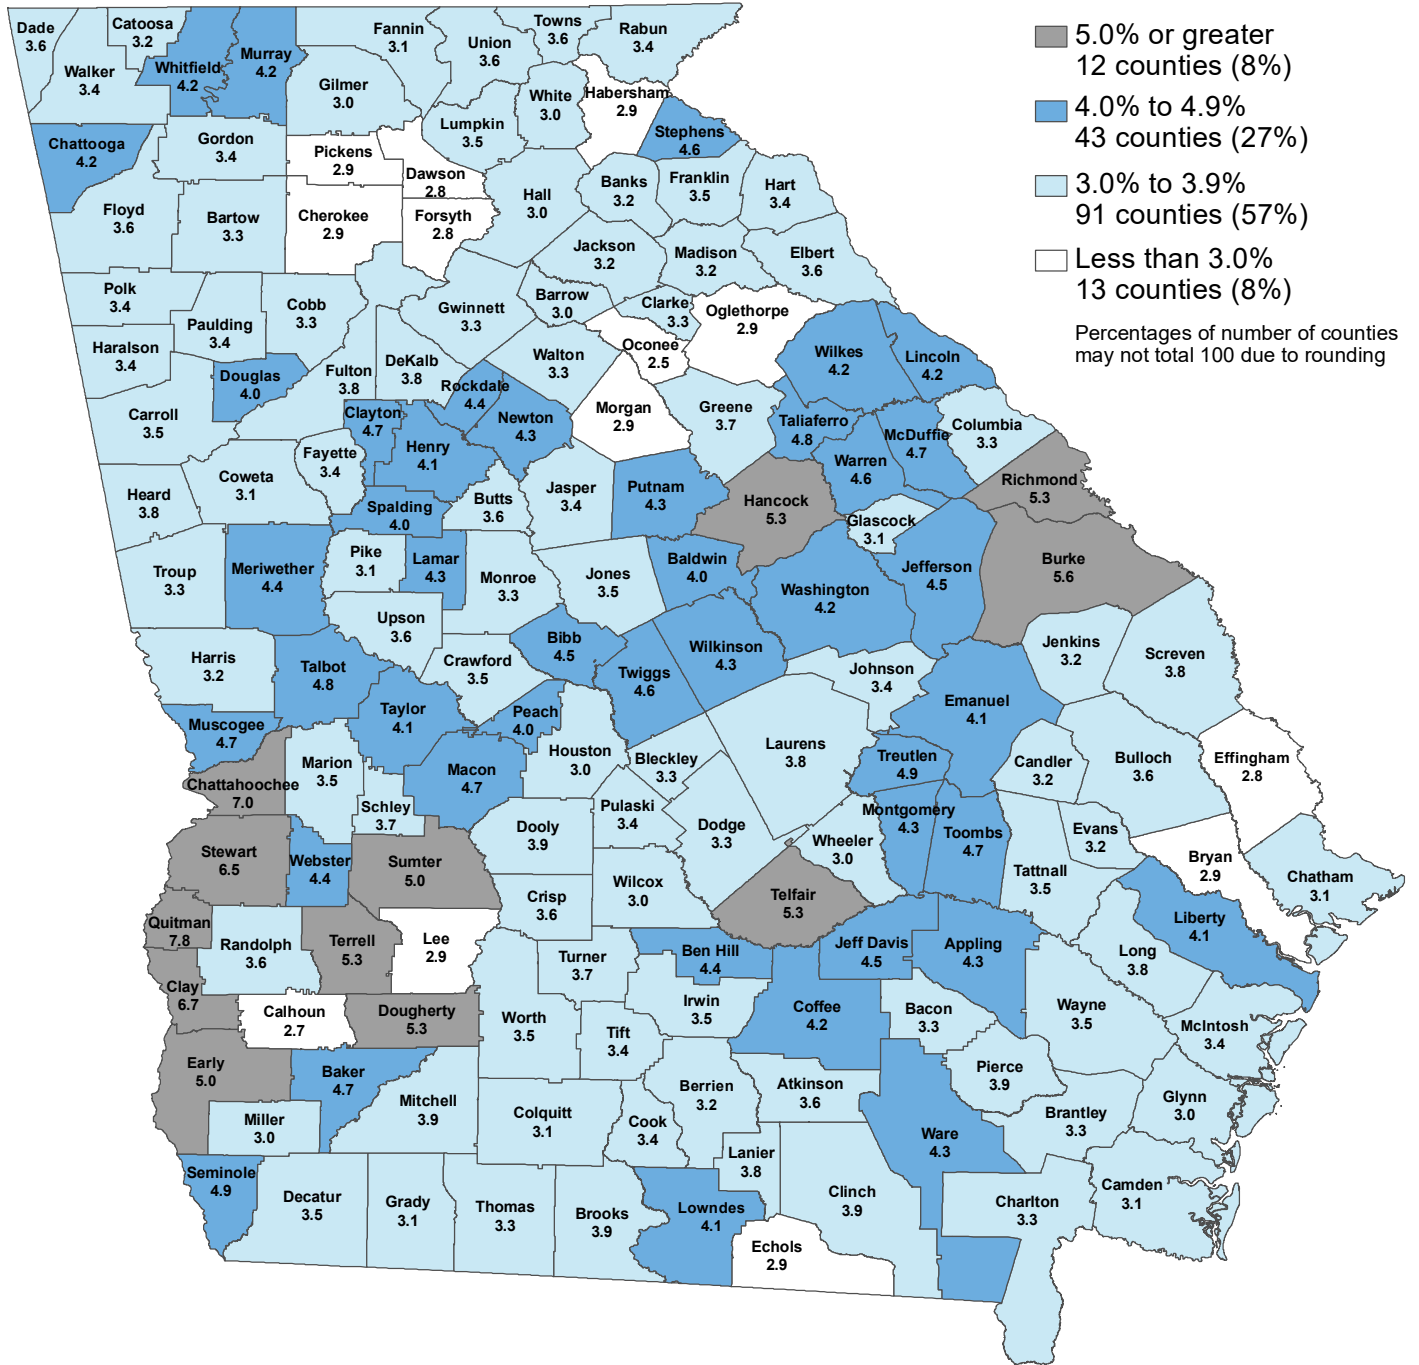 5.0% or greater
12 counties (8%)
4.0% to 4.9%
43 counties (27%)
3.0% to 3.9%
91 counties (57%)
Less than 3.0%
13 counties (8%)
Percentages of number of counties
may not total 100 due to rounding
Dade
3.6
Catoosa
3.2
Walker
3.4
Whitfield
4.2
Murray
4.2
Fannin
3.1
Gilmer
3.0
Union
3.6
Towns
3.6
Rabun
3.4
White
3.0
Habersham
2.9
Lumpkin
3.5
Stephens
4.6
Chattooga
4.2
Gordon
3.4
Pickens
2.9
Dawson
2.8
Hall
3.0
Banks
3.2
Franklin
3.5
Hart
3.4
Floyd
3.6
Bartow
3.3
Cherokee
2.9
Forsyth
2.8
Jackson
3.2
Madison
3.2
Elbert
3.6
Polk
3.4
Paulding
3.4
Cobb
3.3
Gwinnett
3.3
Barrow
3.0
Clarke
3.3
Oglethorpe
2.9
Oconee
2.5
Haralson
3.4
Douglas
4.0
Fulton
3.8
DeKalb
3.8
Rockdale
4.4
Walton
3.3
Wilkes
4.2
Lincoln
4.2
Carroll
3.5
Clayton
4.7
Henry
4.1
Newton
4.3
Morgan
2.9
Greene
3.7
Taliaferro
4.8
McDuffie
4.7
Columbia
3.3
Warren
4.6
Fayette
3.4
Coweta
3.1
Heard
3.8
Spalding
4.0
Butts
3.6
Jasper
3.4
Putnam
4.3
Hancock
5.3
Richmond
5.3
Glascock
3.1
Troup
3.3
Meriwether
4.4
Pike
3.1
Lamar
4.3
Monroe
3.3
Jones
3.5
Baldwin
4.0
Washington
4.2
Jefferson
4.5
Burke
5.6
Upson
3.6
Harris
3.2
Talbot
4.8
Crawford
3.5
Bibb
4.5
Twiggs
4.6
Wilkinson
4.3
Johnson
3.4
Jenkins
3.2
Screven
3.8
Emanuel
4.1
Muscogee
4.7
Taylor
4.1
Peach
4.0
Houston
3.0
Bleckley
3.3
Laurens
3.8
Treutlen
4.9
Candler
3.2
Bulloch
3.6
Effingham
2.8
Chattahoochee
7.0
Marion
3.5
Schley
3.7
Macon
4.7
Dooly
3.9
Pulaski
3.4
Dodge
3.3
Wheeler
3.0
Montgomery
4.3
Toombs
4.7
Evans
3.2
Tattnall
3.5
Bryan
2.9
Chatham
3.1
Stewart
6.5
Webster
4.4
Sumter
5.0
Crisp
3.6
Wilcox
3.0
Telfair
5.3
Liberty
4.1
Quitman
7.8
Randolph
3.6
Terrell
5.3
Lee
2.9
Turner
3.7
Ben Hill
4.4
Jeff Davis
4.5
Appling
4.3
Long
3.8
Clay
6.7
Calhoun
2.7
Dougherty
5.3
Worth
3.5
Tift
3.4
Irwin
3.5
Coffee
4.2
Bacon
3.3
Wayne
3.5
McIntosh
3.4
Early
5.0
Baker
4.7
Mitchell
3.9
Colquitt
3.1
Cook
3.4
Berrien
3.2
Atkinson
3.6
Pierce
3.9
Brantley
3.3
Glynn
3.0
Miller
3.0
Ware
4.3
Lanier
3.8
Seminole
4.9
Decatur
3.5
Grady
3.1
Thomas
3.3
Brooks
3.9
Lowndes
4.1
Echols
2.9
Clinch
3.9
Charlton
3.3
Camden
3.1